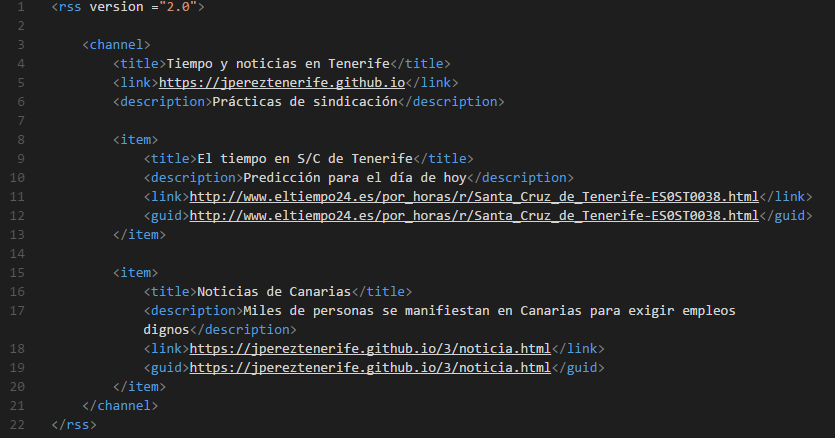 1 <rss version ="2.0">
2
3 <channel>
4 <title>Tiempo y noticias en Tenerife</title>
5 <link>https://jpereztenerife.github.io</link>
6 <description>Prácticas de sindicación</description>
7
8 <item>
9 <title>El tiempo en S/C de Tenerife</title>
10 <description>Predicción para el día de hoy</description>
11 <link>http://www.eltiempo24.es/por_horas/r/Santa_Cruz_de_Tenerife-ES0ST0038.html</link>
12 <guid>http://www.eltiempo24.es/por_horas/r/Santa_Cruz_de_Tenerife-ES0ST0038.html</guid>
13 </item>
14
15 <item>
16 <title>Noticias de Canarias</title>
17 <description>Miles de personas se manifiestan en Canarias para exigir empleos
dignos</description>
18 <link>https://jpereztenerife.github.io/3/noticia.html</link>
19 <guid>https://jpereztenerife.github.io/3/noticia.html</guid>
20 </item>
21 </channel>
22 </rss>